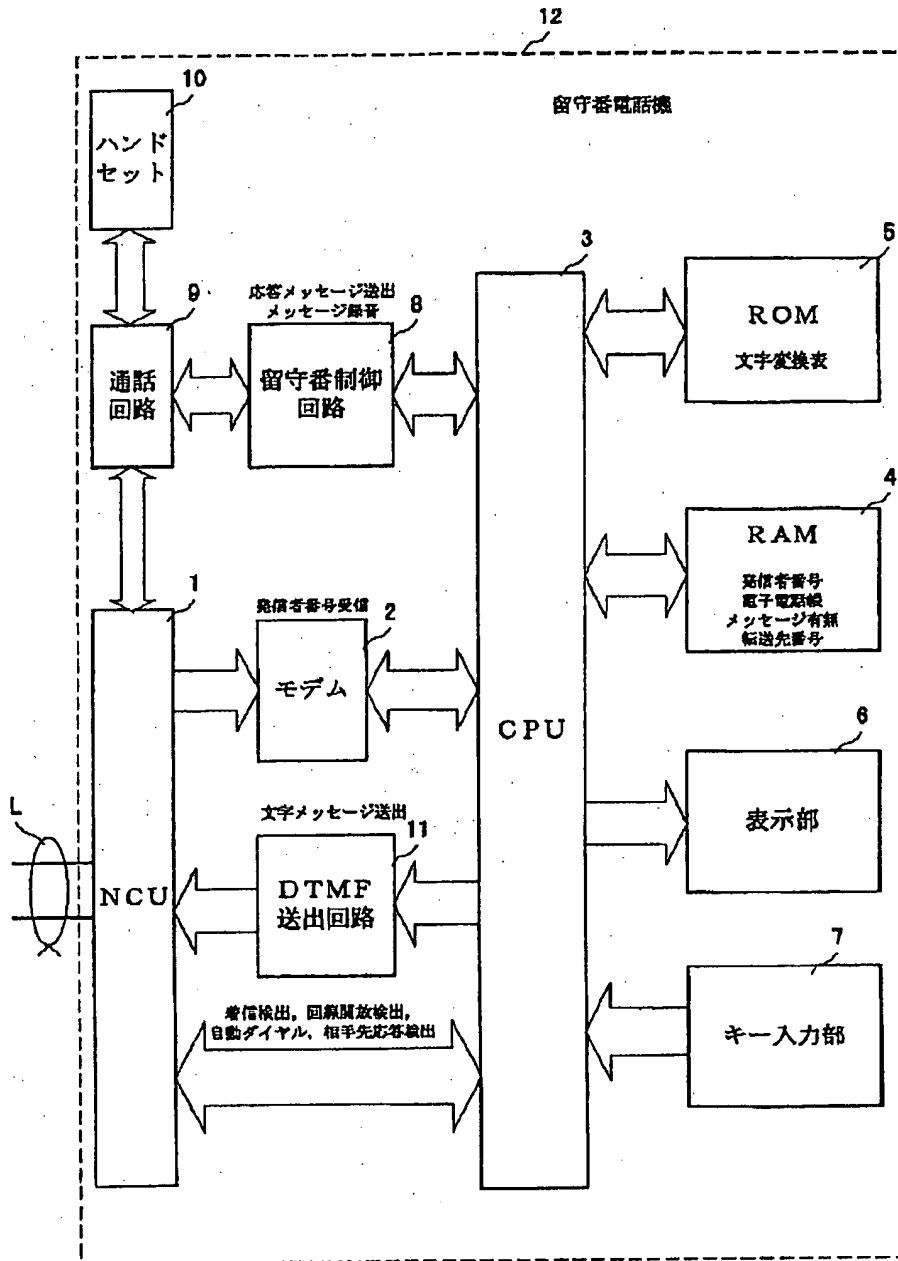 12
留守番電話機
10
ハンド
セット
9
通話
回路
応答メッセージ送出
メッセージ録音
8
留守番制御
回路
3
CPU
5
ROM
文字変換表
4
RAM
発信者番号
電子電話帳
メッセージ有無
転送先番号
1
NCU
発信者番号受信
2
モデム
6
表示部
L
文字メッセージ送出
11
DTMF
送出回路
7
キー入力部
着信検出,回線開放検出,
自動ダイヤル、相手先応答検出